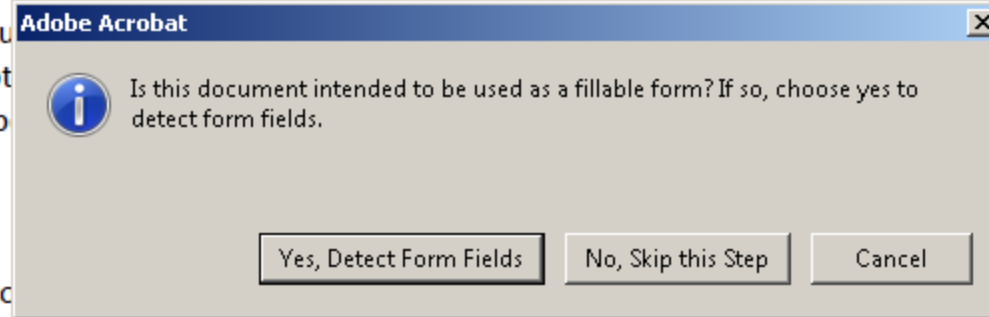 Adobe Acrobat
Is this document intended to be used as a fillable form? If so, choose yes to
detect form fields.
Yes, Detect Form Fields
No, Skip this Step
Cancel